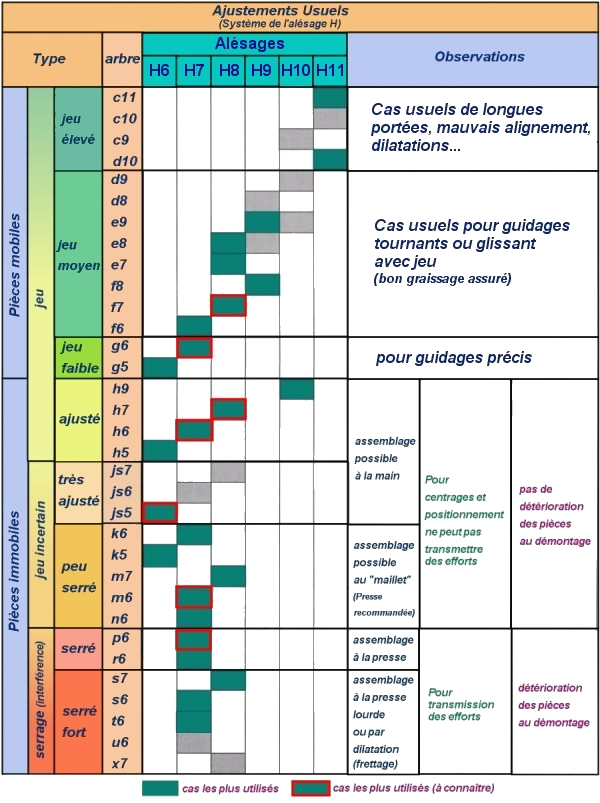 Ajustements Usuels
(Système de l'alésage H)
Type
arbre
Alésages
Observations
H6
H7
H8
H9
H10
H11
Pièces mobiles
jeu
jeu
élevé
c11
c10
c9
d10
Cas usuels de longues
portées, mauvais alignement,
dilatations...
jeu
moyen
d9
d8
e9
e8
e7
f8
f7
f6
Cas usuels pour guidages
tournants ou glissant
avec jeu
(bon graissage assuré)
jeu
faible
g6
g5
pour guidages précis
Pièces immobiles
ajusté
h9
h7
h6
h5
assemblage
possible
à la main
jeu incertain
très
ajusté
js7
js6
js5
Pour
centrages et
positionnement
ne peut pas
transmettre
des efforts
pas de
détérioration
des pièces
au démontage
peu
serré
k6
k5
m7
m6
n6
assemblage
possible
au "maillet"
(Presse
recommandée)
serrage (interférence)
serré
p6
r6
assemblage
à la presse
serré
fort
s7
s6
t6
u6
x7
assemblage
à la presse
lourde
ou par
dilatation
(frettage)
Pour
transmission
des efforts
détérioration
des pièces
au démontage
cas les plus utilisés
cas les plus utilisés (à connaître)